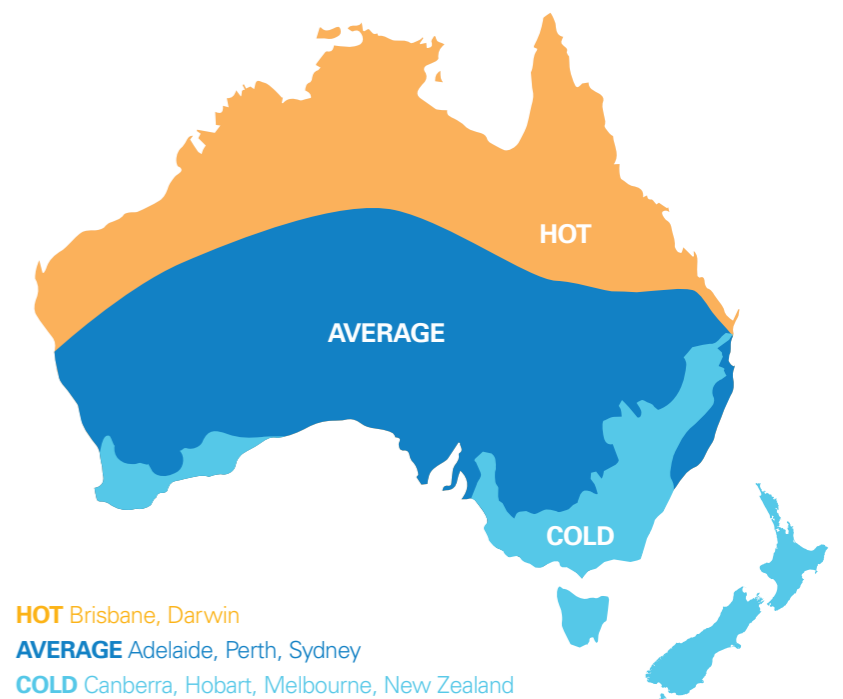 HOT
AVERAGE
COLD
HOT Brisbane, Darwin
AVERAGE Adelaide, Perth, Sydney
COLD Canberra, Hobart, Melbourne, New Zealand